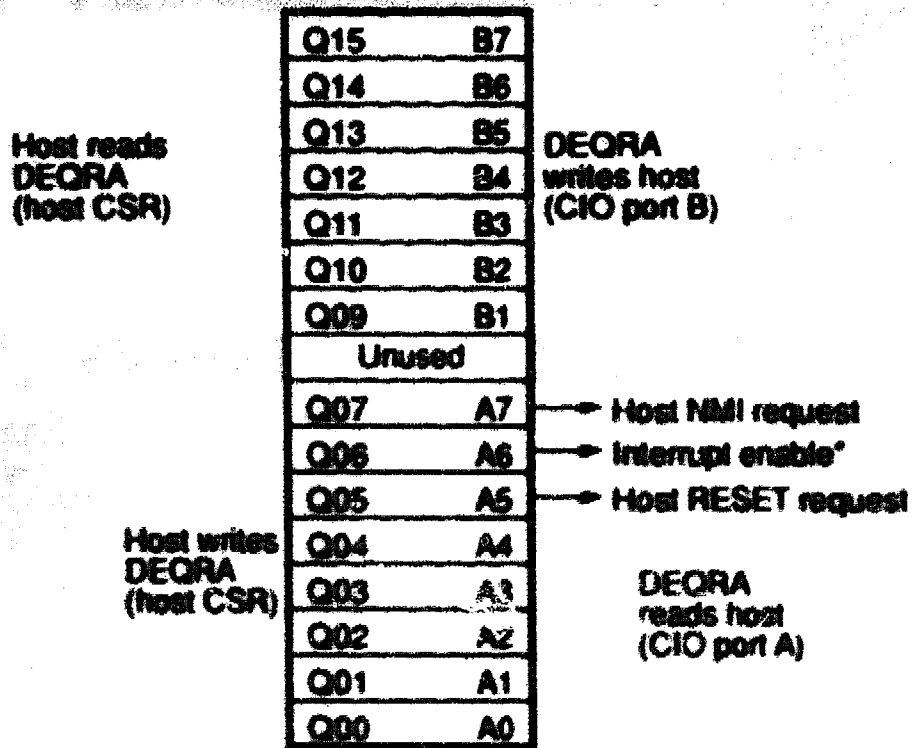 Q15 B7
Q14 B6
Q13 B5
Host reads
DEQRA
(host CSR)
DEQRA
writes host
(CIO port B)
Q12 B4
Q11 B3
Q10 B2
Q09 B1
Unused
Q07 A7 Host NMI request
Q06 A6 Interrupt enable*
Q05 A5 Host RESET request
Host writes
DEQRA
(host CSR)
Q04 A4
Q03 A3
DEQRA
reads host
(CIO port A)
Q02 A2
Q01 A1
Q00 A0